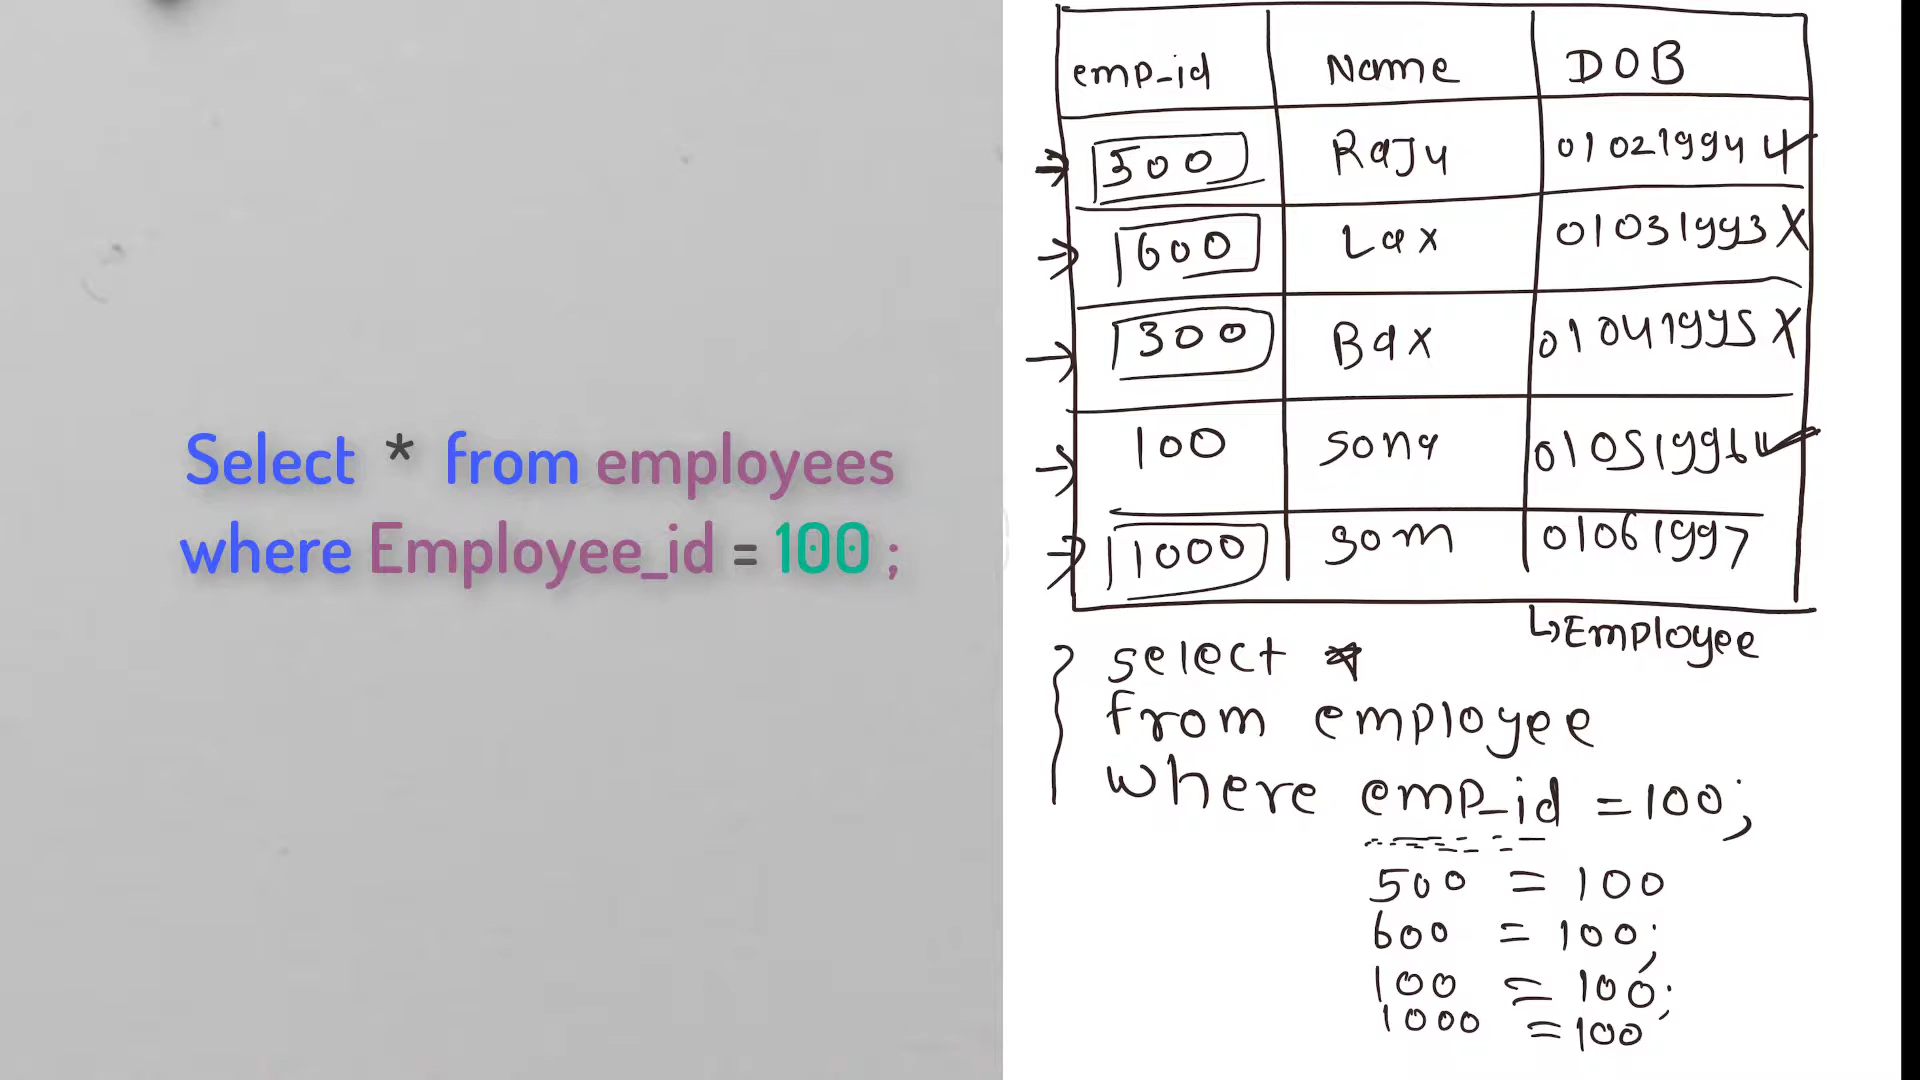 Select * from employees
where Employee_id = 100 ;
emp_id Name DOB
500 Raju 01021994
600 Lax 01031993 X
300 Bax 01041995 X
100 Sona 01051996
1000 Som 01061997
Employee
select *
from employee
where emp_id = 100;
500 = 100
600 = 100;
100 = 100;
1000 = 100